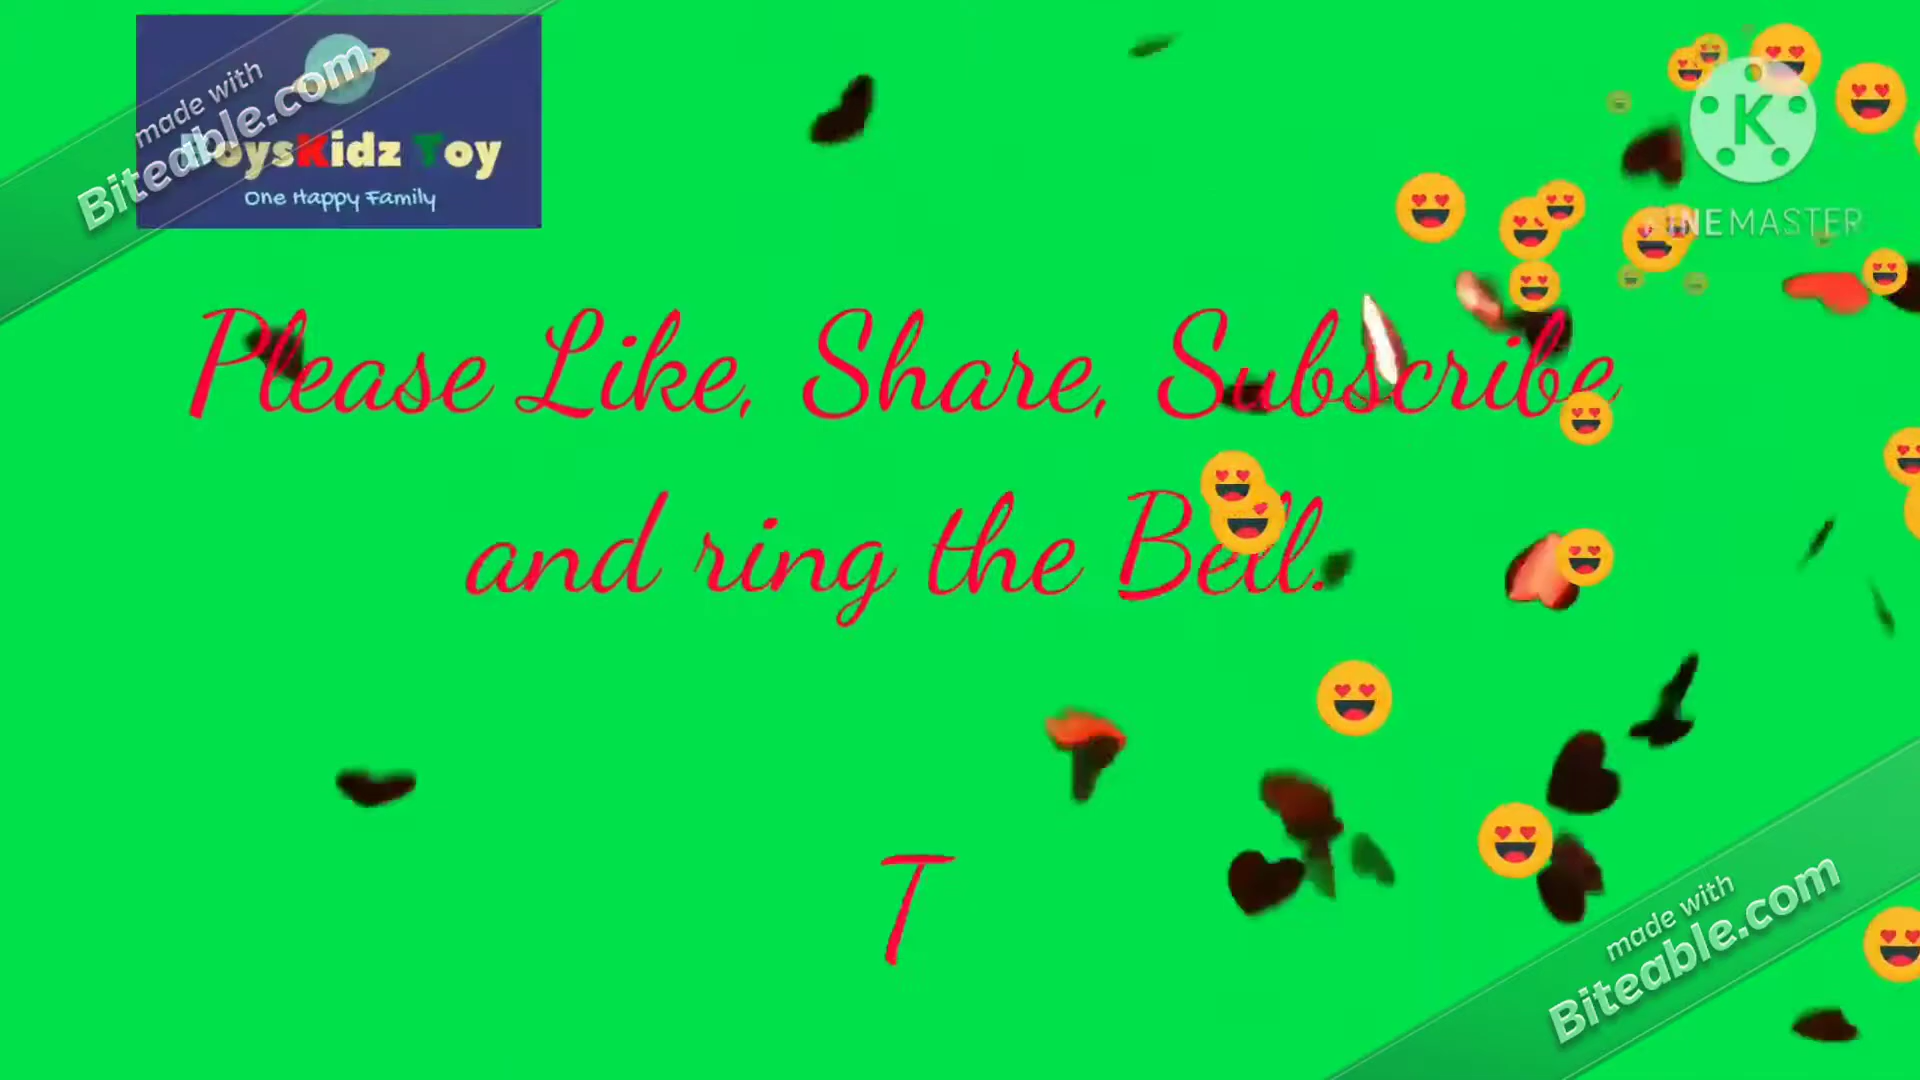 made with
Biteable.com
Kidz Toy
One Happy Family
K
KINEMASTER
Please Like, Share, Subscribe
and ring the Bell.
T
made with
Biteable.com